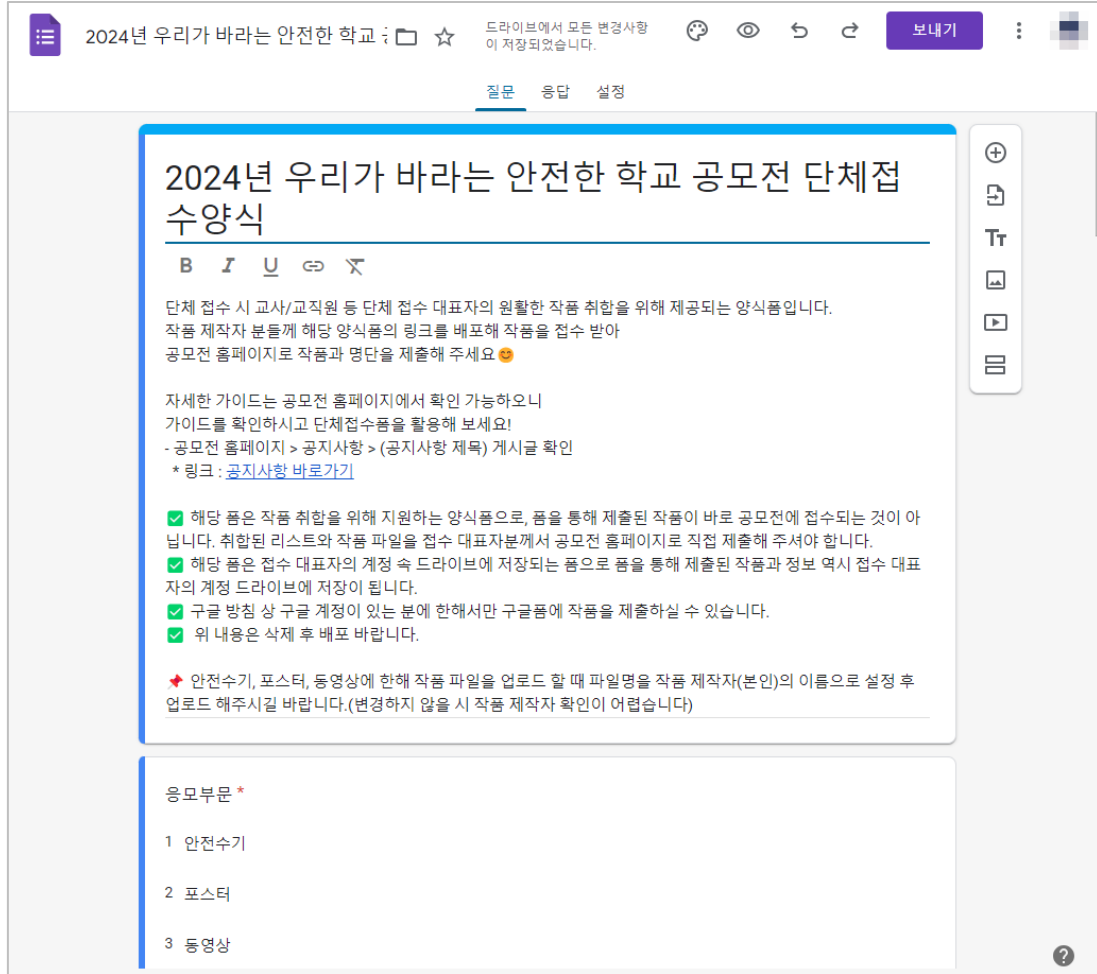 2024년 우리가 바라는 안전한 학교
드라이브에서 모든 변경사항
이 저장되었습니다.
보내기
질문 응답 설정
2024년 우리가 바라는 안전한 학교 공모전 단체접
수양식
B I U
단체 접수 시 교사/교직원 등 단체 접수 대표자의 원활한 작품 취합을 위해 제공되는 양식폼입니다.
작품 제작자 분들께 해당 양식폼의 링크를 배포해 작품을 접수 받아
공모전 홈페이지로 작품과 명단을 제출해 주세요😊
자세한 가이드는 공모전 홈페이지에서 확인 가능하오니
가이드를 확인하시고 단체접수폼을 활용해 보세요!
- 공모전 홈페이지 > 공지사항 > (공지사항 제목) 게시글 확인
* 링크 : 공지사항 바로가기
✅ 해당 폼은 작품 취합을 위해 지원하는 양식폼으로, 폼을 통해 제출된 작품이 바로 공모전에 접수되는 것이 아
닙니다. 취합된 리스트와 작품 파일을 접수 대표자분께서 공모전 홈페이지로 직접 제출해 주셔야 합니다.
✅ 해당 폼은 접수 대표자의 계정 속 드라이브에 저장되는 폼으로 폼을 통해 제출된 작품과 정보 역시 접수 대표
자의 계정 드라이브에 저장이 됩니다.
✅ 구글 방침 상 구글 계정이 있는 분에 한해서만 구글폼에 작품을 제출하실 수 있습니다.
✅ 위 내용은 삭제 후 배포 바랍니다.
📌 안전수기, 포스터, 동영상에 한해 작품 파일을 업로드 할 때 파일명을 작품 제작자(본인)의 이름으로 설정 후
업로드 해주시길 바랍니다.(변경하지 않을 시 작품 제작자 확인이 어렵습니다)
Tт
응모부문 *
1 안전수기
2 포스터
3 동영상